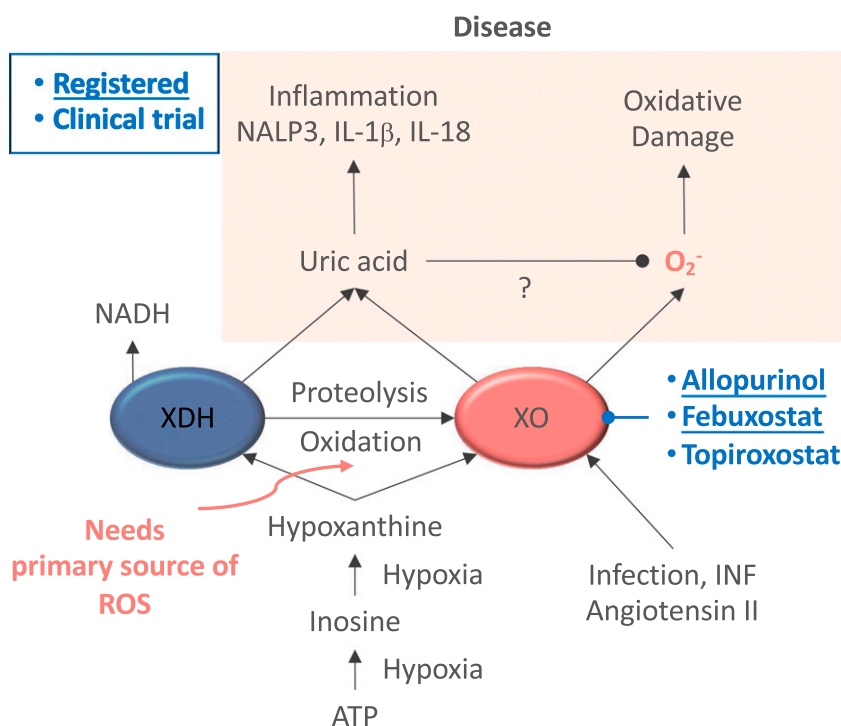 Disease
• Registered
• Clinical trial
Inflammation
NALP3, IL-1β, IL-18
Oxidative
Damage
Uric acid
O₂⁻
?
NADH
XDH
Proteolysis
Oxidation
XO
• Allopurinol
• Febuxostat
• Topiroxostat
Needs
primary source of
ROS
Hypoxanthine
Hypoxia
Inosine
Hypoxia
ATP
Infection, INF
Angiotensin II